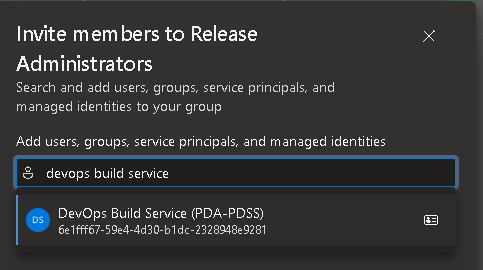 Invite members to Release
Administrators
Search and add users, groups, service principals, and
managed identities to your group
Add users, groups, service principals, and managed identities
devops build service
DS
DevOps Build Service (PDA-PDSS)
6e1fff67-59e4-4d30-b1dc-2328948e9281